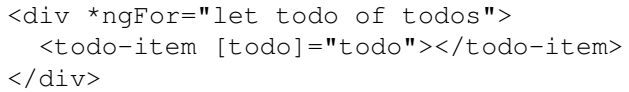 <div *ngFor="let todo of todos">
  <todo-item [todo]="todo"></todo-item>
</div>